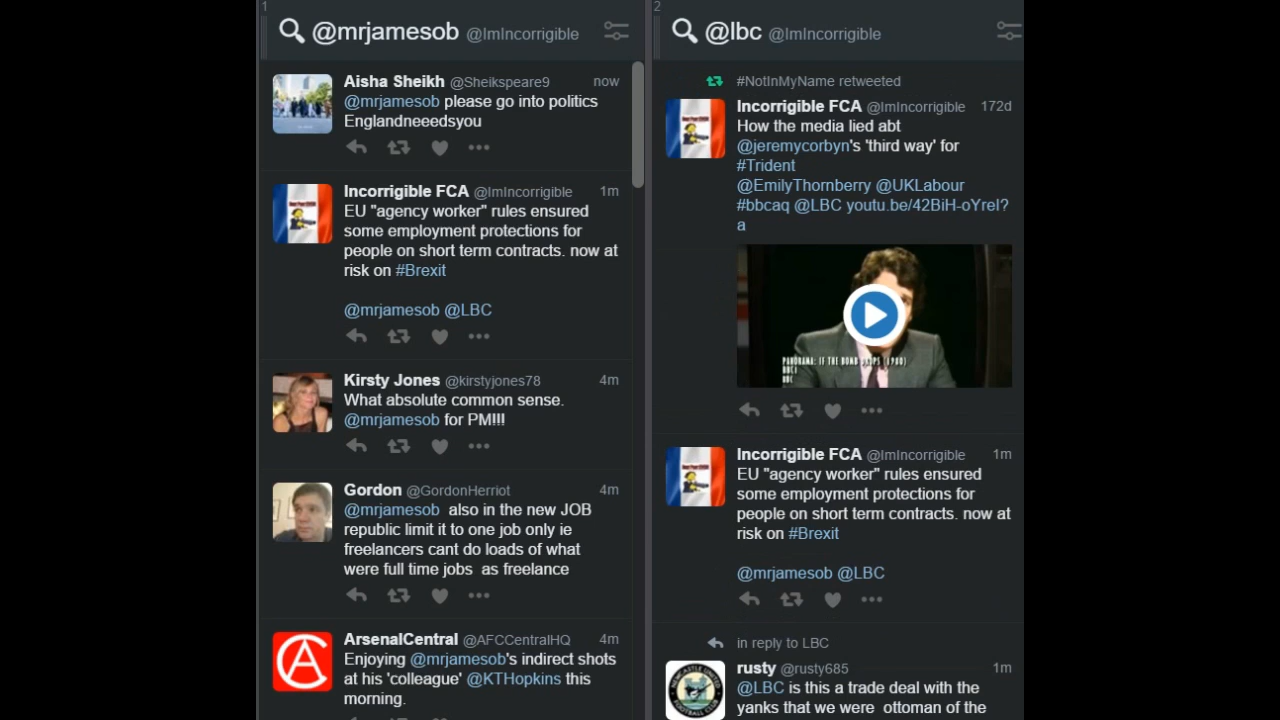 1
@mrjamesob @ImIncorrigible
Aisha Sheikh @Sheikspeare9 now
@mrjamesob please go into politics
Englandneeedsyou
Incorrigible FCA @ImIncorrigible 1m
EU "agency worker" rules ensured
some employment protections for
people on short term contracts. now at
risk on #Brexit
@mrjamesob @LBC
Kirsty Jones @kirstyjones78 4m
What absolute common sense.
@mrjamesob for PM!!!
Gordon @GordonHerriot 4m
@mrjamesob also in the new JOB
republic limit it to one job only ie
freelancers cant do loads of what
were full time jobs as freelance
ArsenalCentral @AFCCentralHQ 4m
Enjoying @mrjamesob's indirect shots
at his 'colleague' @KTHopkins this
morning.
2
@lbc @ImIncorrigible
#NotInMyName retweeted
Incorrigible FCA @ImIncorrigible 172d
How the media lied abt
@jeremycorbyn's 'third way' for
#Trident
@EmilyThornberry @UKLabour
#bbcaq @LBC youtu.be/42BiH-oYreI?
a
PANORAMA: IF THE BOMB DROPS (1980)
Incorrigible FCA @ImIncorrigible 1m
EU "agency worker" rules ensured
some employment protections for
people on short term contracts. now at
risk on #Brexit
@mrjamesob @LBC
in reply to LBC
rusty @rusty685 1m
@LBC is this a trade deal with the
yanks that we were ottoman of the